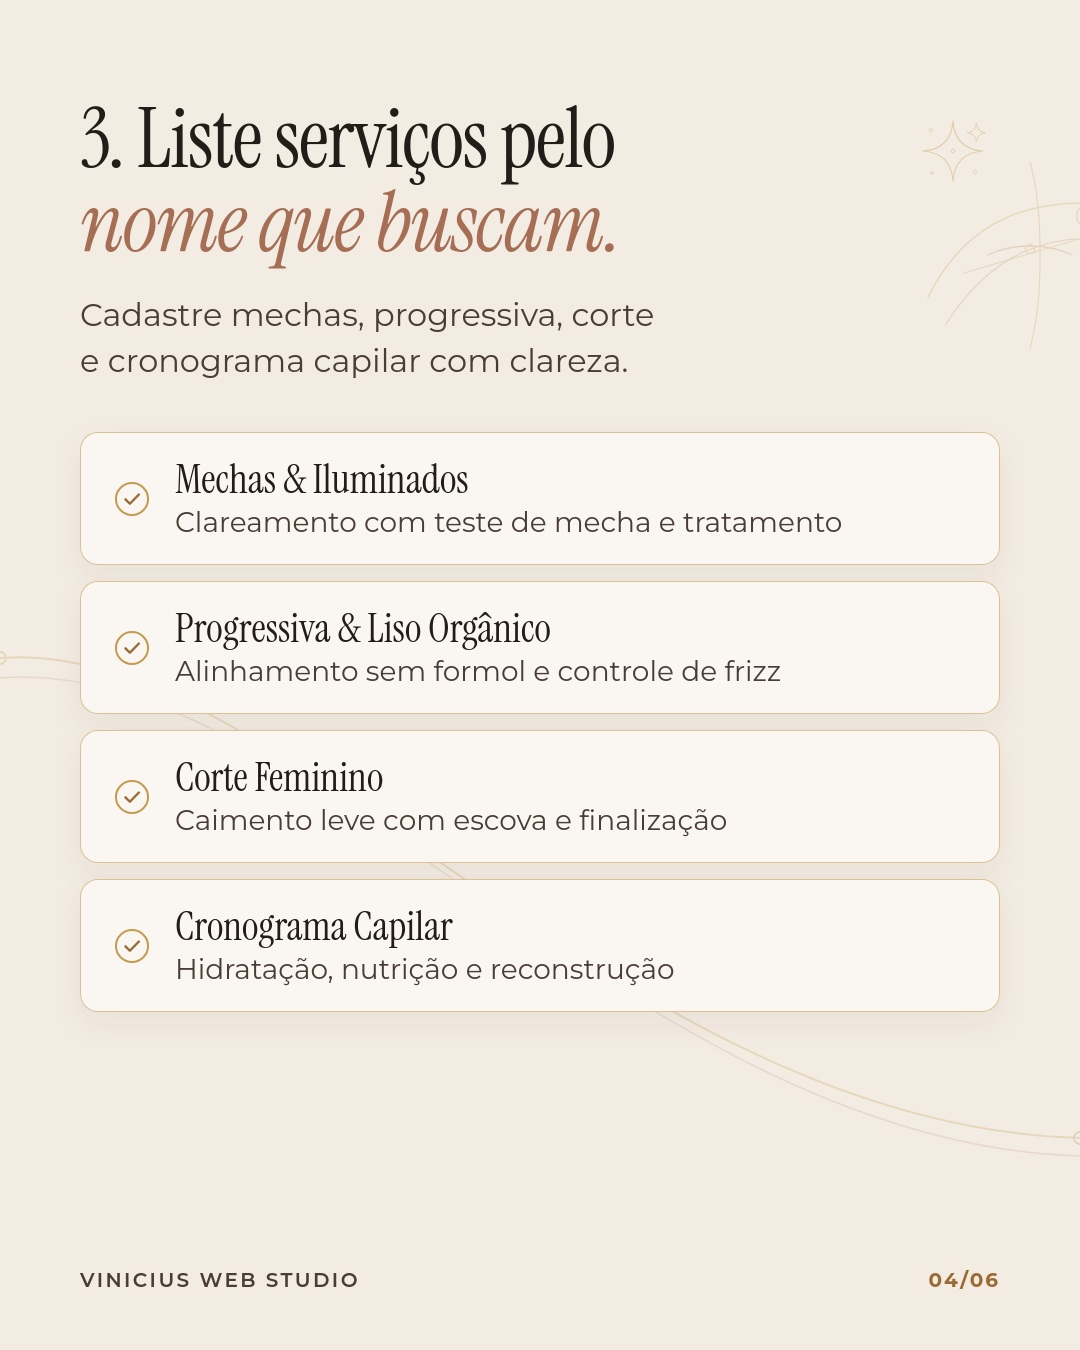 3. Liste serviços pelo
nome que buscam.
Cadastre mechas, progressiva, corte
e cronograma capilar com clareza.
Mechas & Iluminados
Clareamento com teste de mecha e tratamento
Progressiva & Liso Orgânico
Alinhamento sem formol e controle de frizz
Corte Feminino
Caimento leve com escova e finalização
Cronograma Capilar
Hidratação, nutrição e reconstrução
VINICIUS WEB STUDIO
04/06